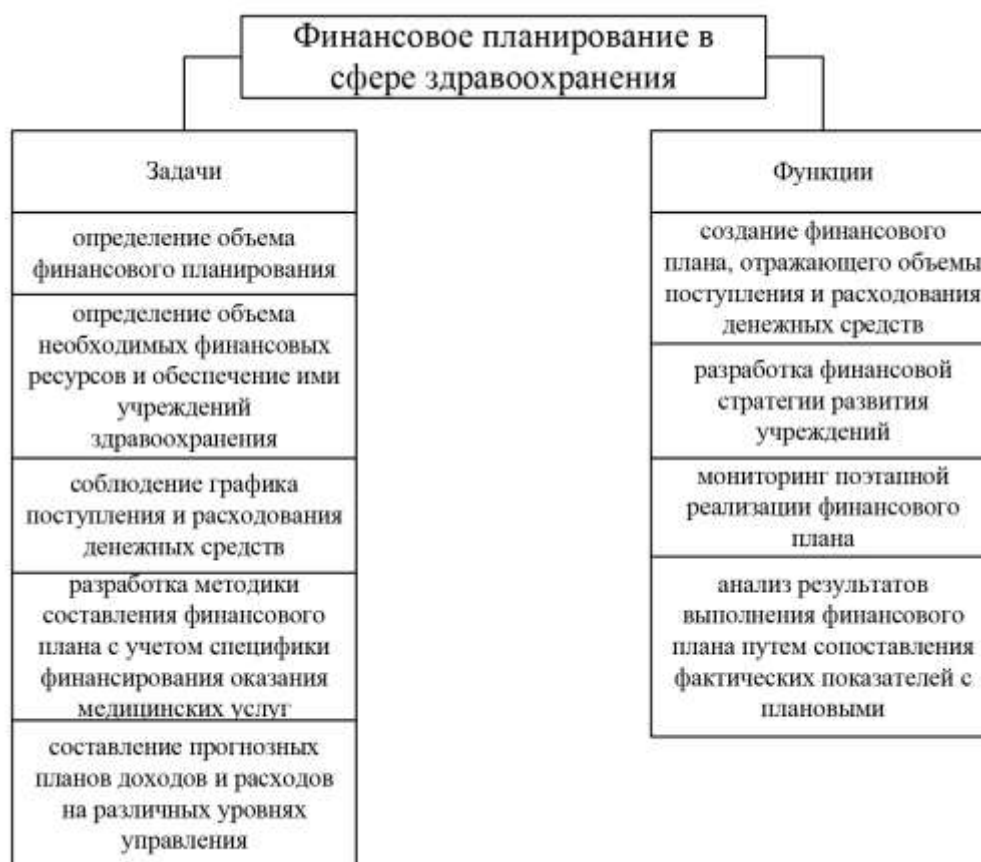 Финансовое планирование в
сфере здравоохранения
Задачи
определение объема
финансового планирования
определение объема
необходимых финансовых
ресурсов и обеспечение ими
учреждений
здравоохранения
соблюдение графика
поступления и расходования
денежных средств
разработка методики
составления финансового
плана с учетом специфики
финансирования оказания
медицинских услуг
составление прогнозных
планов доходов и расходов
на различных уровнях
управления
Функции
создание финансового
плана, отражающего объемы
поступления и расходования
денежных средств
разработка финансовой
стратегии развития
учреждений
мониторинг поэтапной
реализации финансового
плана
анализ результатов
выполнения финансового
плана путем сопоставления
фактических показателей с
плановыми